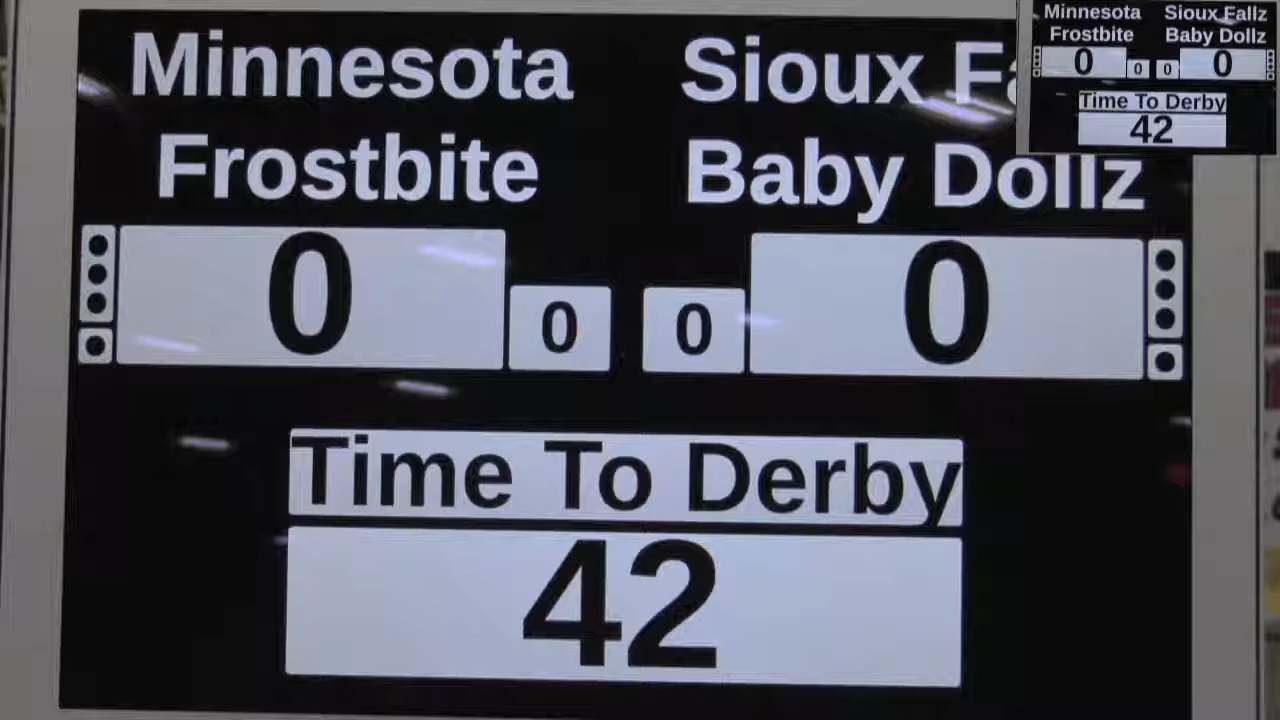 Minnesota Sioux Fa
Frostbite Baby Dollz
0 0 0 0
Time To Derby
42
Minnesota Sioux Fallz
Frostbite Baby Dollz
0 0 0 0
Time To Derby
42